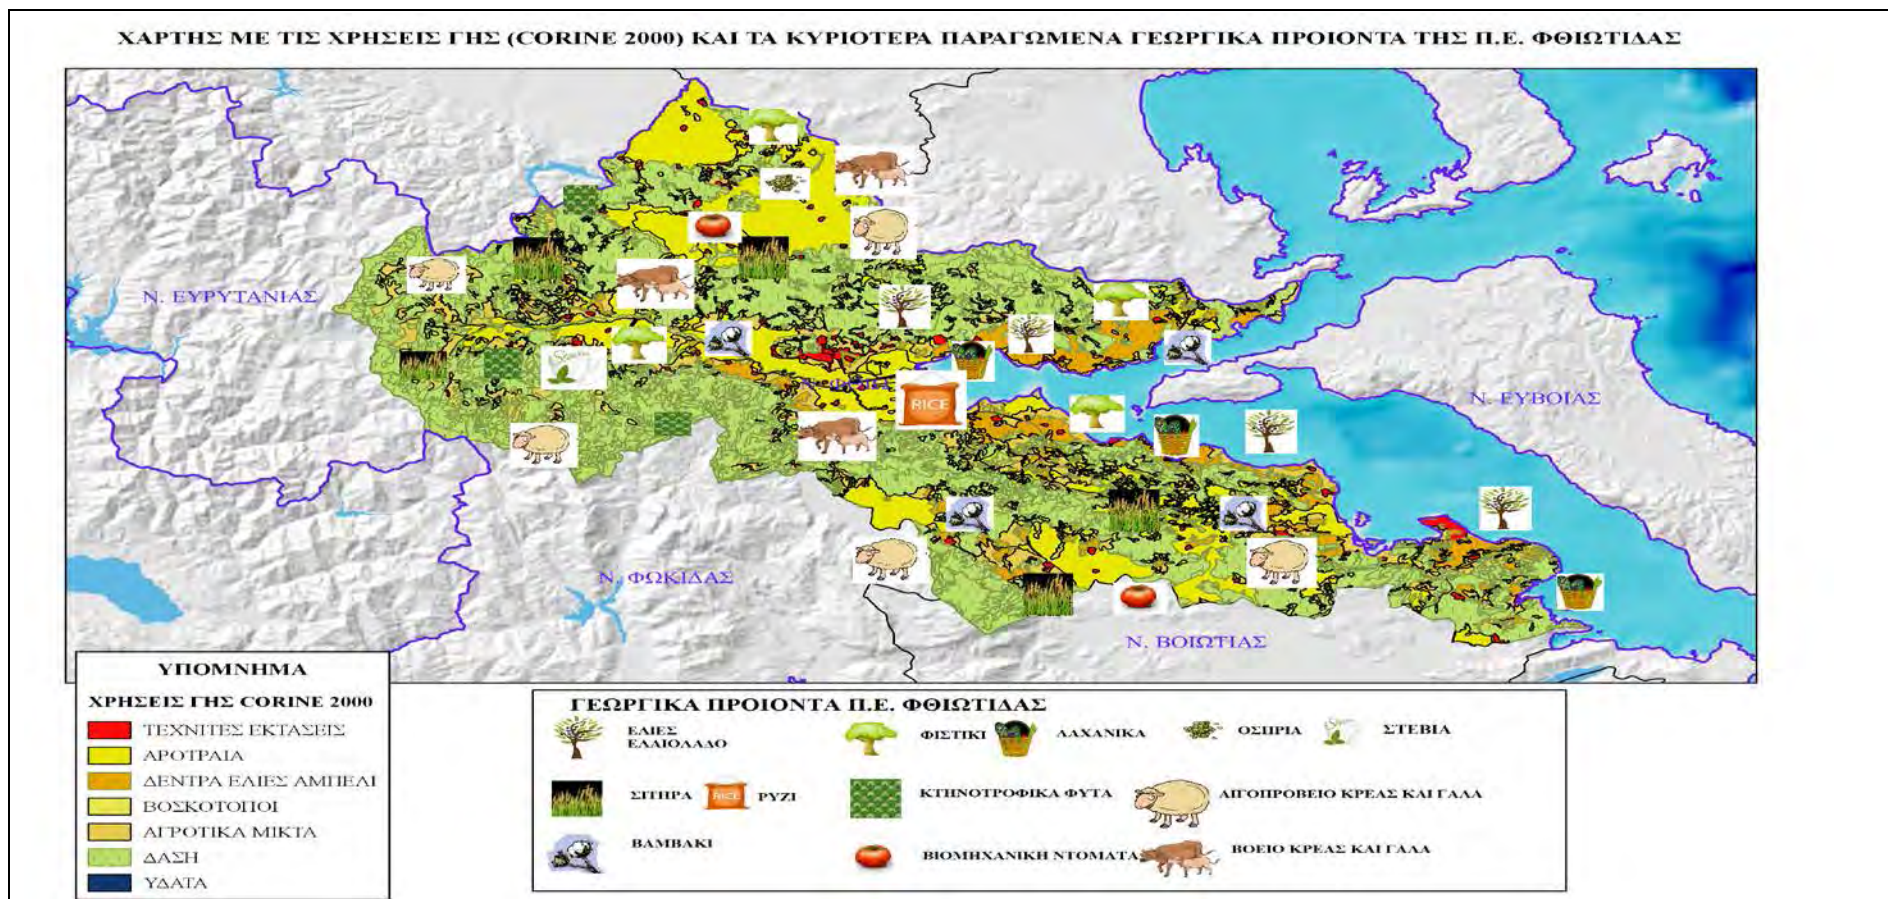 ΧΑΡΤΗΣ ΜΕ ΤΙΣ ΧΡΗΣΕΙΣ ΓΗΣ (CORINE 2000) ΚΑΙ ΤΑ ΚΥΡΙΟΤΕΡΑ ΠΑΡΑΓΩΜΕΝΑ ΓΕΩΡΓΙΚΑ ΠΡΟΙΟΝΤΑ ΤΗΣ Π.Ε. ΦΘΙΩΤΙΔΑΣ
Ν. ΕΥΡΥΤΑΝΙΑΣ
Stevia
RICE
Ν. ΕΥΒΟΙΑΣ
Ν. ΦΩΚΙΔΑΣ
Ν. ΒΟΙΩΤΙΑΣ
ΥΠΟΜΝΗΜΑ
ΧΡΗΣΕΙΣ ΓΗΣ CORINE 2000
ΤΕΧΝΙΤΕΣ ΕΚΤΑΣΕΙΣ
ΑΡΟΤΡΑΙΑ
ΔΕΝΤΡΑ ΕΛΙΕΣ ΑΜΠΕΛΙ
ΒΟΣΚΟΤΟΠΟΙ
ΑΓΡΟΤΙΚΑ ΜΙΚΤΑ
ΔΑΣΗ
ΥΔΑΤΑ
ΓΕΩΡΓΙΚΑ ΠΡΟΙΟΝΤΑ Π.Ε. ΦΘΙΩΤΙΔΑΣ
ΕΛΙΕΣ
ΕΛΑΙΟΛΑΔΟ
ΦΙΣΤΙΚΙ
ΛΑΧΑΝΙΚΑ
ΟΣΠΡΙΑ
ΣΤΕΒΙΑ
ΣΙΤΗΡΑ
RICE
ΡΥΖΙ
ΚΤΗΝΟΤΡΟΦΙΚΑ ΦΥΤΑ
ΑΙΓΟΠΡΟΒΕΙΟ ΚΡΕΑΣ ΚΑΙ ΓΑΛΑ
ΒΑΜΒΑΚΙ
ΒΙΟΜΗΧΑΝΙΚΗ ΝΤΟΜΑΤΑ
ΒΟΕΙΟ ΚΡΕΑΣ ΚΑΙ ΓΑΛΑ